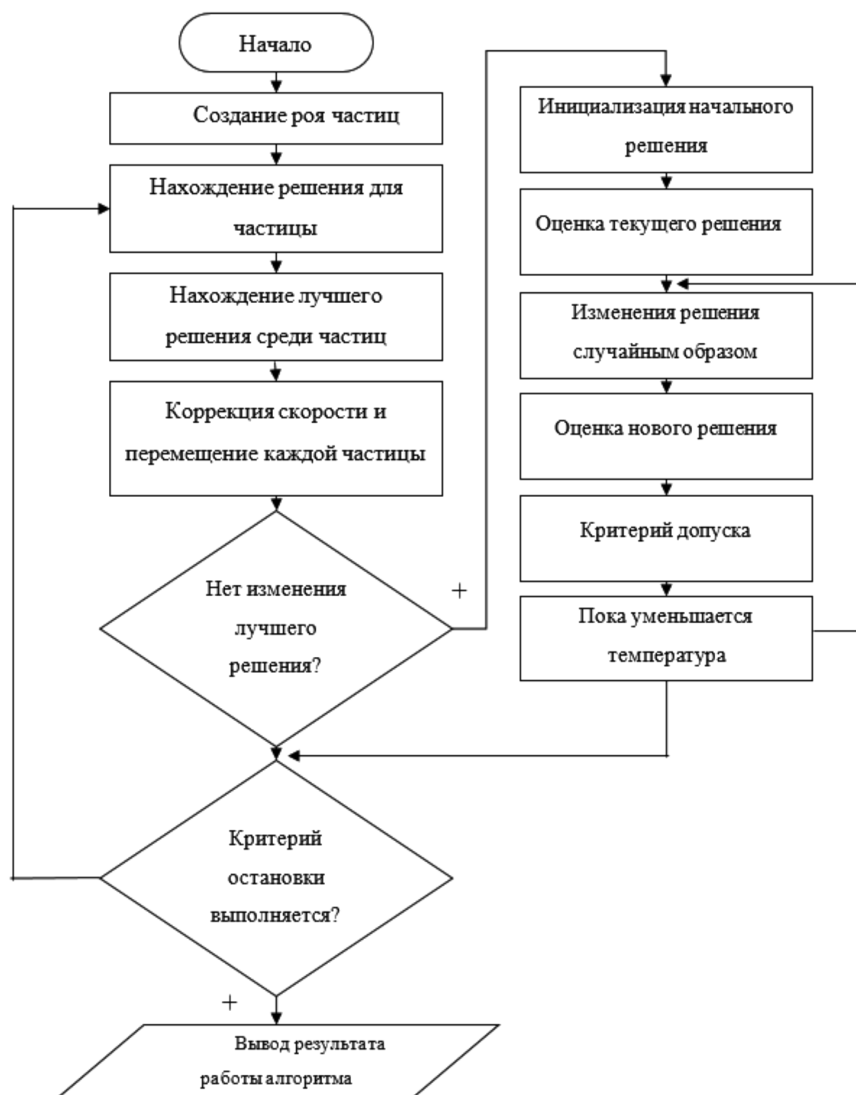 Начало
Создание роя частиц
Нахождение решения для
частицы
Нахождение лучшего
решения среди частиц
Коррекция скорости и
перемещение каждой частицы
Нет изменения
лучшего
решения?
+
Инициализация начального
решения
Оценка текущего решения
Изменения решения
случайным образом
Оценка нового решения
Критерий допуска
Пока уменьшается
температура
Критерий
остановки
выполняется?
+
Вывод результата
работы алгоритма